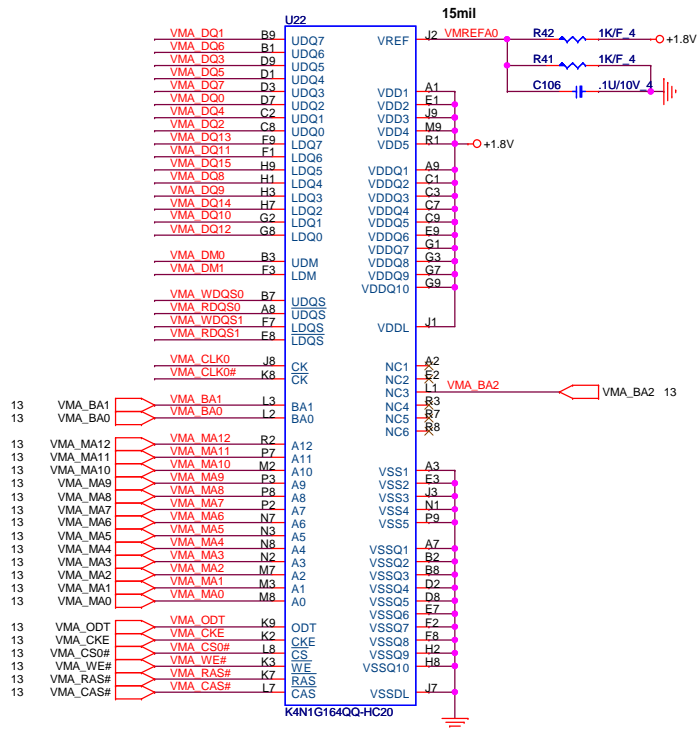 U22 15mil
VMA_DQ1 B9 UDQ7 VREF J2 VMREFA0 R42 1K/F_4 +1.8V
VMA_DQ6 B1 UDQ6
VMA_DQ3 D9 UDQ5 R41 1K/F_4
VMA_DQ5 D1 UDQ4
VMA_DQ7 D3 UDQ3 VDD1 A1 C106 .1U/10V_4
VMA_DQ0 D7 UDQ2 VDD2 E1
VMA_DQ4 C2 UDQ1 VDD3 J9
VMA_DQ2 C8 UDQ0 VDD4 M9
VMA_DQ13 F9 LDQ7 VDD5 R1 +1.8V
VMA_DQ11 F1 LDQ6
VMA_DQ15 H9 LDQ5 VDDQ1 A9
VMA_DQ8 H1 LDQ4 VDDQ2 C1
VMA_DQ9 H3 LDQ3 VDDQ3 C3
VMA_DQ14 H7 LDQ2 VDDQ4 C7
VMA_DQ10 G2 LDQ1 VDDQ5 C9
VMA_DQ12 G8 LDQ0 VDDQ6 E9
VDDQ7 G1
VMA_DM0 B3 UDM VDDQ8 G3
VMA_DM1 F3 LDM VDDQ9 G7
VDDQ10 G9
VMA_WDQS0 B7 UDQS
VMA_RDQS0 A8 UDQS
VMA_WDQS1 F7 LDQS VDDL J1
VMA_RDQS1 E8 LDQS
VMA_CLK0 J8 CK NC1 A2
VMA_CLK0# K8 CK NC2 E2
NC3 L1 VMA_BA2 VMA_BA2 13
13 VMA_BA1 VMA_BA1 L3 BA1 NC4 R3
13 VMA_BA0 VMA_BA0 L2 BA0 NC5 R7
NC6 R8
13 VMA_MA12 VMA_MA12 R2 A12
13 VMA_MA11 VMA_MA11 P7 A11
13 VMA_MA10 VMA_MA10 M2 A10 VSS1 A3
13 VMA_MA9 VMA_MA9 P3 A9 VSS2 E3
13 VMA_MA8 VMA_MA8 P8 A8 VSS3 J3
13 VMA_MA7 VMA_MA7 P2 A7 VSS4 N1
13 VMA_MA6 VMA_MA6 N7 A6 VSS5 P9
13 VMA_MA5 VMA_MA5 N3 A5
13 VMA_MA4 VMA_MA4 N8 A4 VSSQ1 A7
13 VMA_MA3 VMA_MA3 N2 A3 VSSQ2 B2
13 VMA_MA2 VMA_MA2 M7 A2 VSSQ3 B8
13 VMA_MA1 VMA_MA1 M3 A1 VSSQ4 D2
13 VMA_MA0 VMA_MA0 M8 A0 VSSQ5 D8
VSSQ6 E7
13 VMA_ODT VMA_ODT K9 ODT VSSQ7 F2
13 VMA_CKE VMA_CKE K2 CKE VSSQ8 F8
13 VMA_CS0# VMA_CS0# L8 CS VSSQ9 H2
13 VMA_WE# VMA_WE# K3 WE VSSQ10 H8
13 VMA_RAS# VMA_RAS# K7 RAS
13 VMA_CAS# VMA_CAS# L7 CAS VSSDL J7
K4N1G164QQ-HC20